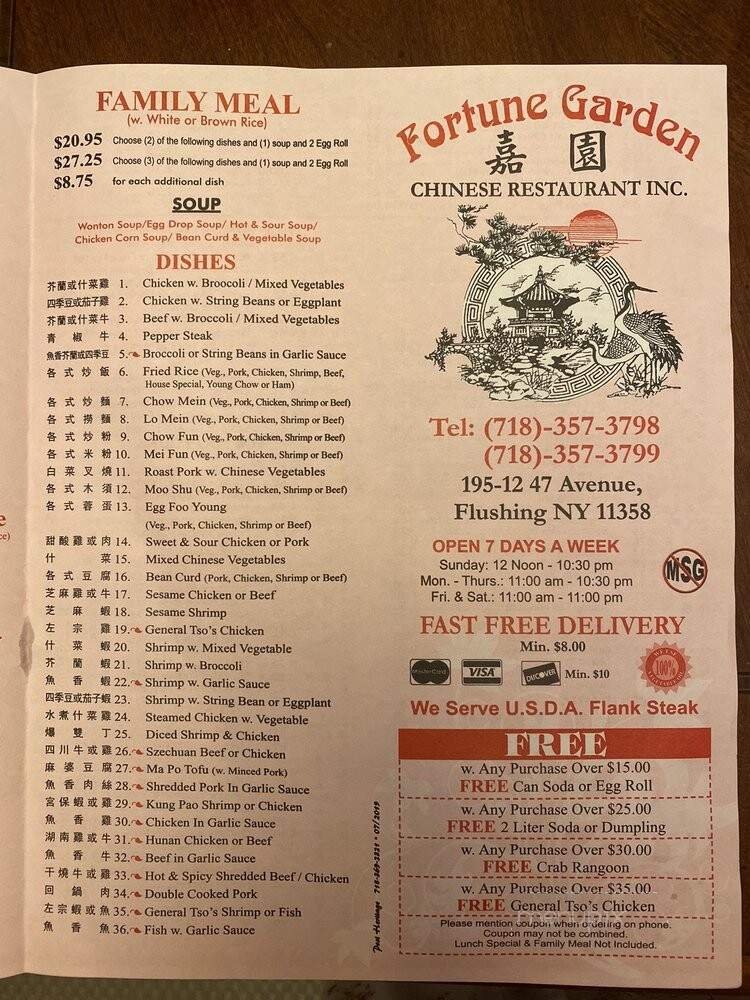 FAMILY MEAL
(w. White or Brown Rice)
$20.95 Choose (2) of the following dishes and (1) soup and 2 Egg Roll
$27.25 Choose (3) of the following dishes and (1) soup and 2 Egg Roll
$8.75 for each additional dish
SOUP
Wonton Soup/Egg Drop Soup/ Hot & Sour Soup/
Chicken Corn Soup/ Bean Curd & Vegetable Soup
DISHES
芥蘭或什菜雞 1. Chicken w. Broocoli / Mixed Vegetables
四季豆或茄子雞 2. Chicken w. String Beans or Eggplant
芥蘭或什菜牛 3. Beef w. Broccoli / Mixed Vegetables
青椒牛 4. Pepper Steak
魚香芥蘭或四季豆 5. Broccoli or String Beans in Garlic Sauce
各式炒飯 6. Fried Rice (Veg., Pork, Chicken, Shrimp, Beef,
House Special, Young Chow or Ham)
各式炒麵 7. Chow Mein (Veg., Pork, Chicken, Shrimp or Beef)
各式撈麵 8. Lo Mein (Veg., Pork, Chicken, Shrimp or Beef)
各式炒粉 9. Chow Fun (Veg., Pork, Chicken, Shrimp or Beef)
各式米粉 10. Mei Fun (Veg., Pork, Chicken, Shrimp or Beef)
白菜叉燒 11. Roast Pork w. Chinese Vegetables
各式木須 12. Moo Shu (Veg., Pork, Chicken, Shrimp or Beef)
各式蓉蛋 13. Egg Foo Young
(Veg., Pork, Chicken, Shrimp or Beef)
甜酸雞或肉 14. Sweet & Sour Chicken or Pork
什菜 15. Mixed Chinese Vegetables
各式豆腐 16. Bean Curd (Pork, Chicken, Shrimp or Beef)
芝麻雞或牛 17. Sesame Chicken or Beef
芝麻蝦 18. Sesame Shrimp
左宗雞 19. General Tso's Chicken
什菜蝦 20. Shrimp w. Mixed Vegetable
芥蘭蝦 21. Shrimp w. Broccoli
魚香蝦 22. Shrimp w. Garlic Sauce
四季豆或茄子蝦 23. Shrimp w. String Bean or Eggplant
水煮什菜雞 24. Steamed Chicken w. Vegetable
爆雙丁 25. Diced Shrimp & Chicken
四川牛或雞 26. Szechuan Beef or Chicken
麻婆豆腐 27. Ma Po Tofu (w. Minced Pork)
魚香肉絲 28. Shredded Pork In Garlic Sauce
宮保蝦或雞 29. Kung Pao Shrimp or Chicken
魚香雞 30. Chicken In Garlic Sauce
湖南雞或牛 31. Hunan Chicken or Beef
魚香牛 32. Beef in Garlic Sauce
干燒牛或雞 33. Hot & Spicy Shredded Beef / Chicken
回鍋肉 34. Double Cooked Pork
左宗蝦或魚 35. General Tso's Shrimp or Fish
魚香魚 36. Fish w. Garlic Sauce
Fortune Garden
嘉園
CHINESE RESTAURANT INC.
Tel: (718)-357-3798
(718)-357-3799
195-12 47 Avenue,
Flushing NY 11358
OPEN 7 DAYS A WEEK
Sunday: 12 Noon - 10:30 pm
Mon. - Thurs.: 11:00 am - 10:30 pm
Fri. & Sat.: 11:00 am - 11:00 pm
MSG
FAST FREE DELIVERY
Min. $8.00
MasterCard VISA DISCOVER Min. $10
100%
We Serve U.S.D.A. Flank Steak
FREE
w. Any Purchase Over $15.00
FREE Can Soda or Egg Roll
w. Any Purchase Over $25.00
FREE 2 Liter Soda or Dumpling
w. Any Purchase Over $30.00
FREE Crab Rangoon
w. Any Purchase Over $35.00
FREE General Tso's Chicken
Please mention coupon when ordering on phone.
Coupon may not be combined.
Lunch Special & Family Meal Not Included.